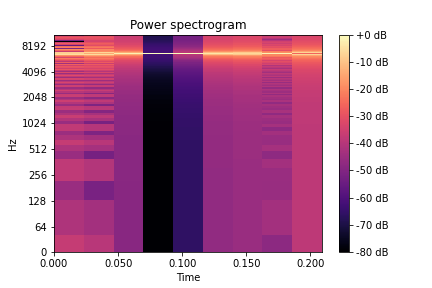 Power spectrogram
8192
4096
2048
1024
512
256
128
64
0
Hz
0.000 0.050 0.100 0.150 0.200
Time
+0 dB
-10 dB
-20 dB
-30 dB
-40 dB
-50 dB
-60 dB
-70 dB
-80 dB